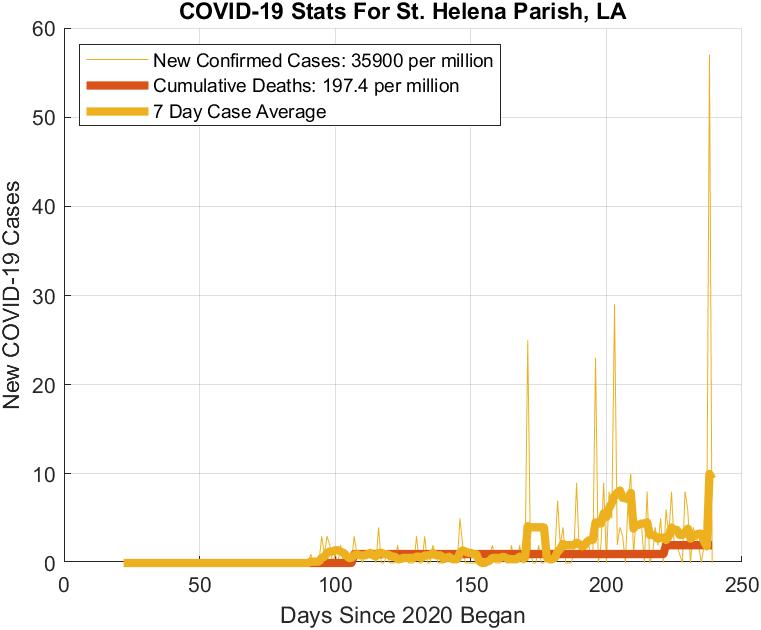 COVID-19 Stats For St. Helena Parish, LA
New Confirmed Cases: 35900 per million
Cumulative Deaths: 197.4 per million
7 Day Case Average
New COVID-19 Cases
60
50
40
30
20
10
0
0 50 100 150 200 250
Days Since 2020 Began